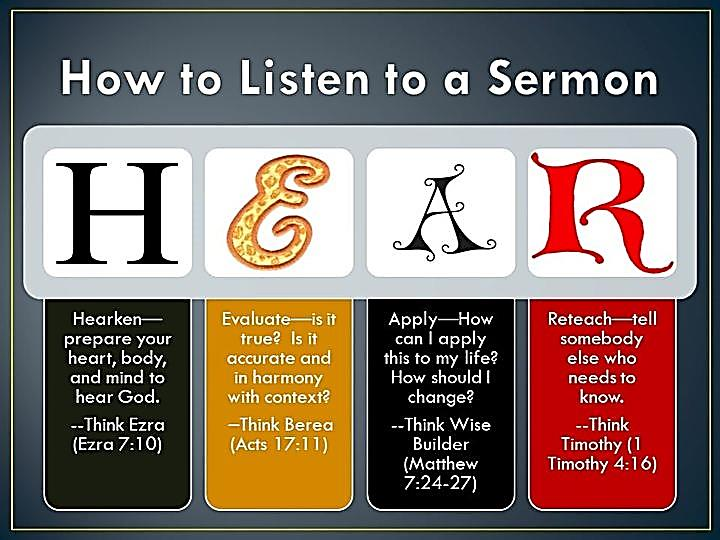 How to Listen to a Sermon
H E A R
Hearken—
prepare your
heart, body,
and mind to
hear God.
--Think Ezra
(Ezra 7:10)
Evaluate—is it
true?  Is it
accurate and
in harmony
with context?
–Think Berea
(Acts 17:11)
Apply—How
can I apply
this to my life?
How should I
change?
--Think Wise
Builder
(Matthew
7:24-27)
Reteach—tell
somebody
else who
needs to
know.
--Think
Timothy (1
Timothy 4:16)